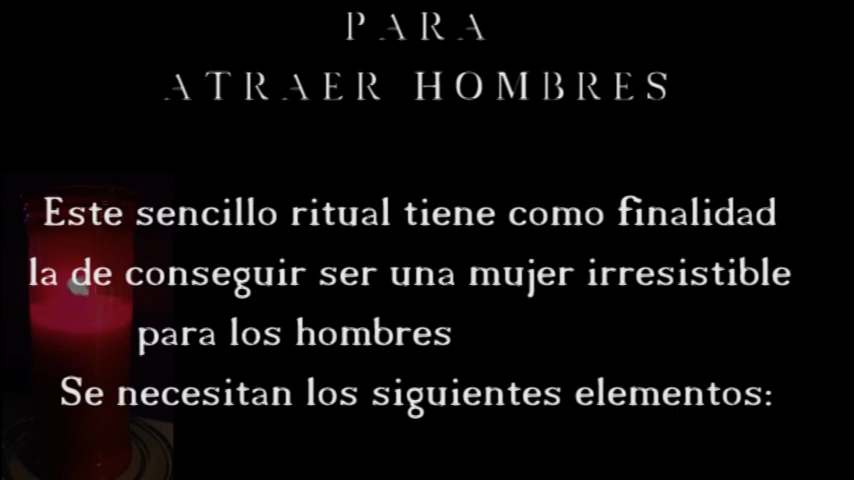 PARA
ATRAER HOMBRES
Este sencillo ritual tiene como finalidad
la de conseguir ser una mujer irresistible
para los hombres
Se necesitan los siguientes elementos: